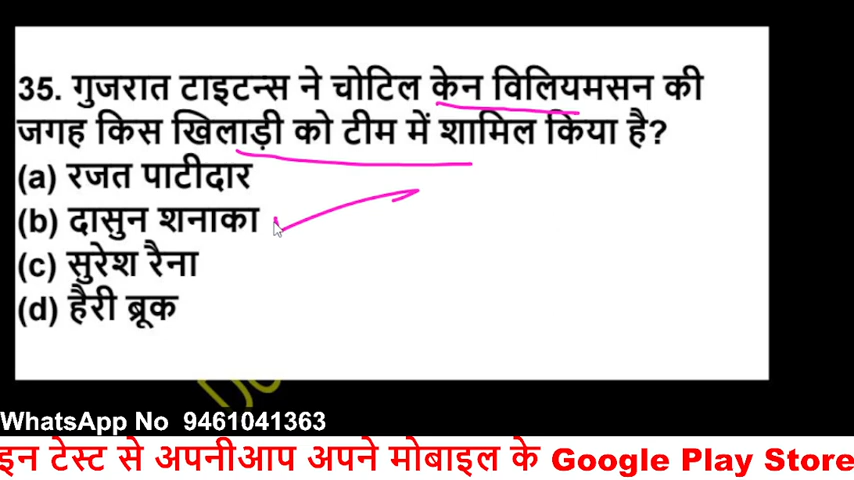 35. गुजरात टाइटन्स ने चोटिल केन विलियमसन की
जगह किस खिलाड़ी को टीम में शामिल किया है?
(a) रजत पाटीदार
(b) दासुन शनाका
(c) सुरेश रैना
(d) हैरी ब्रूक
WhatsApp No 9461041363
इन टेस्ट से अपनीआप अपने मोबाइल के Google Play Store